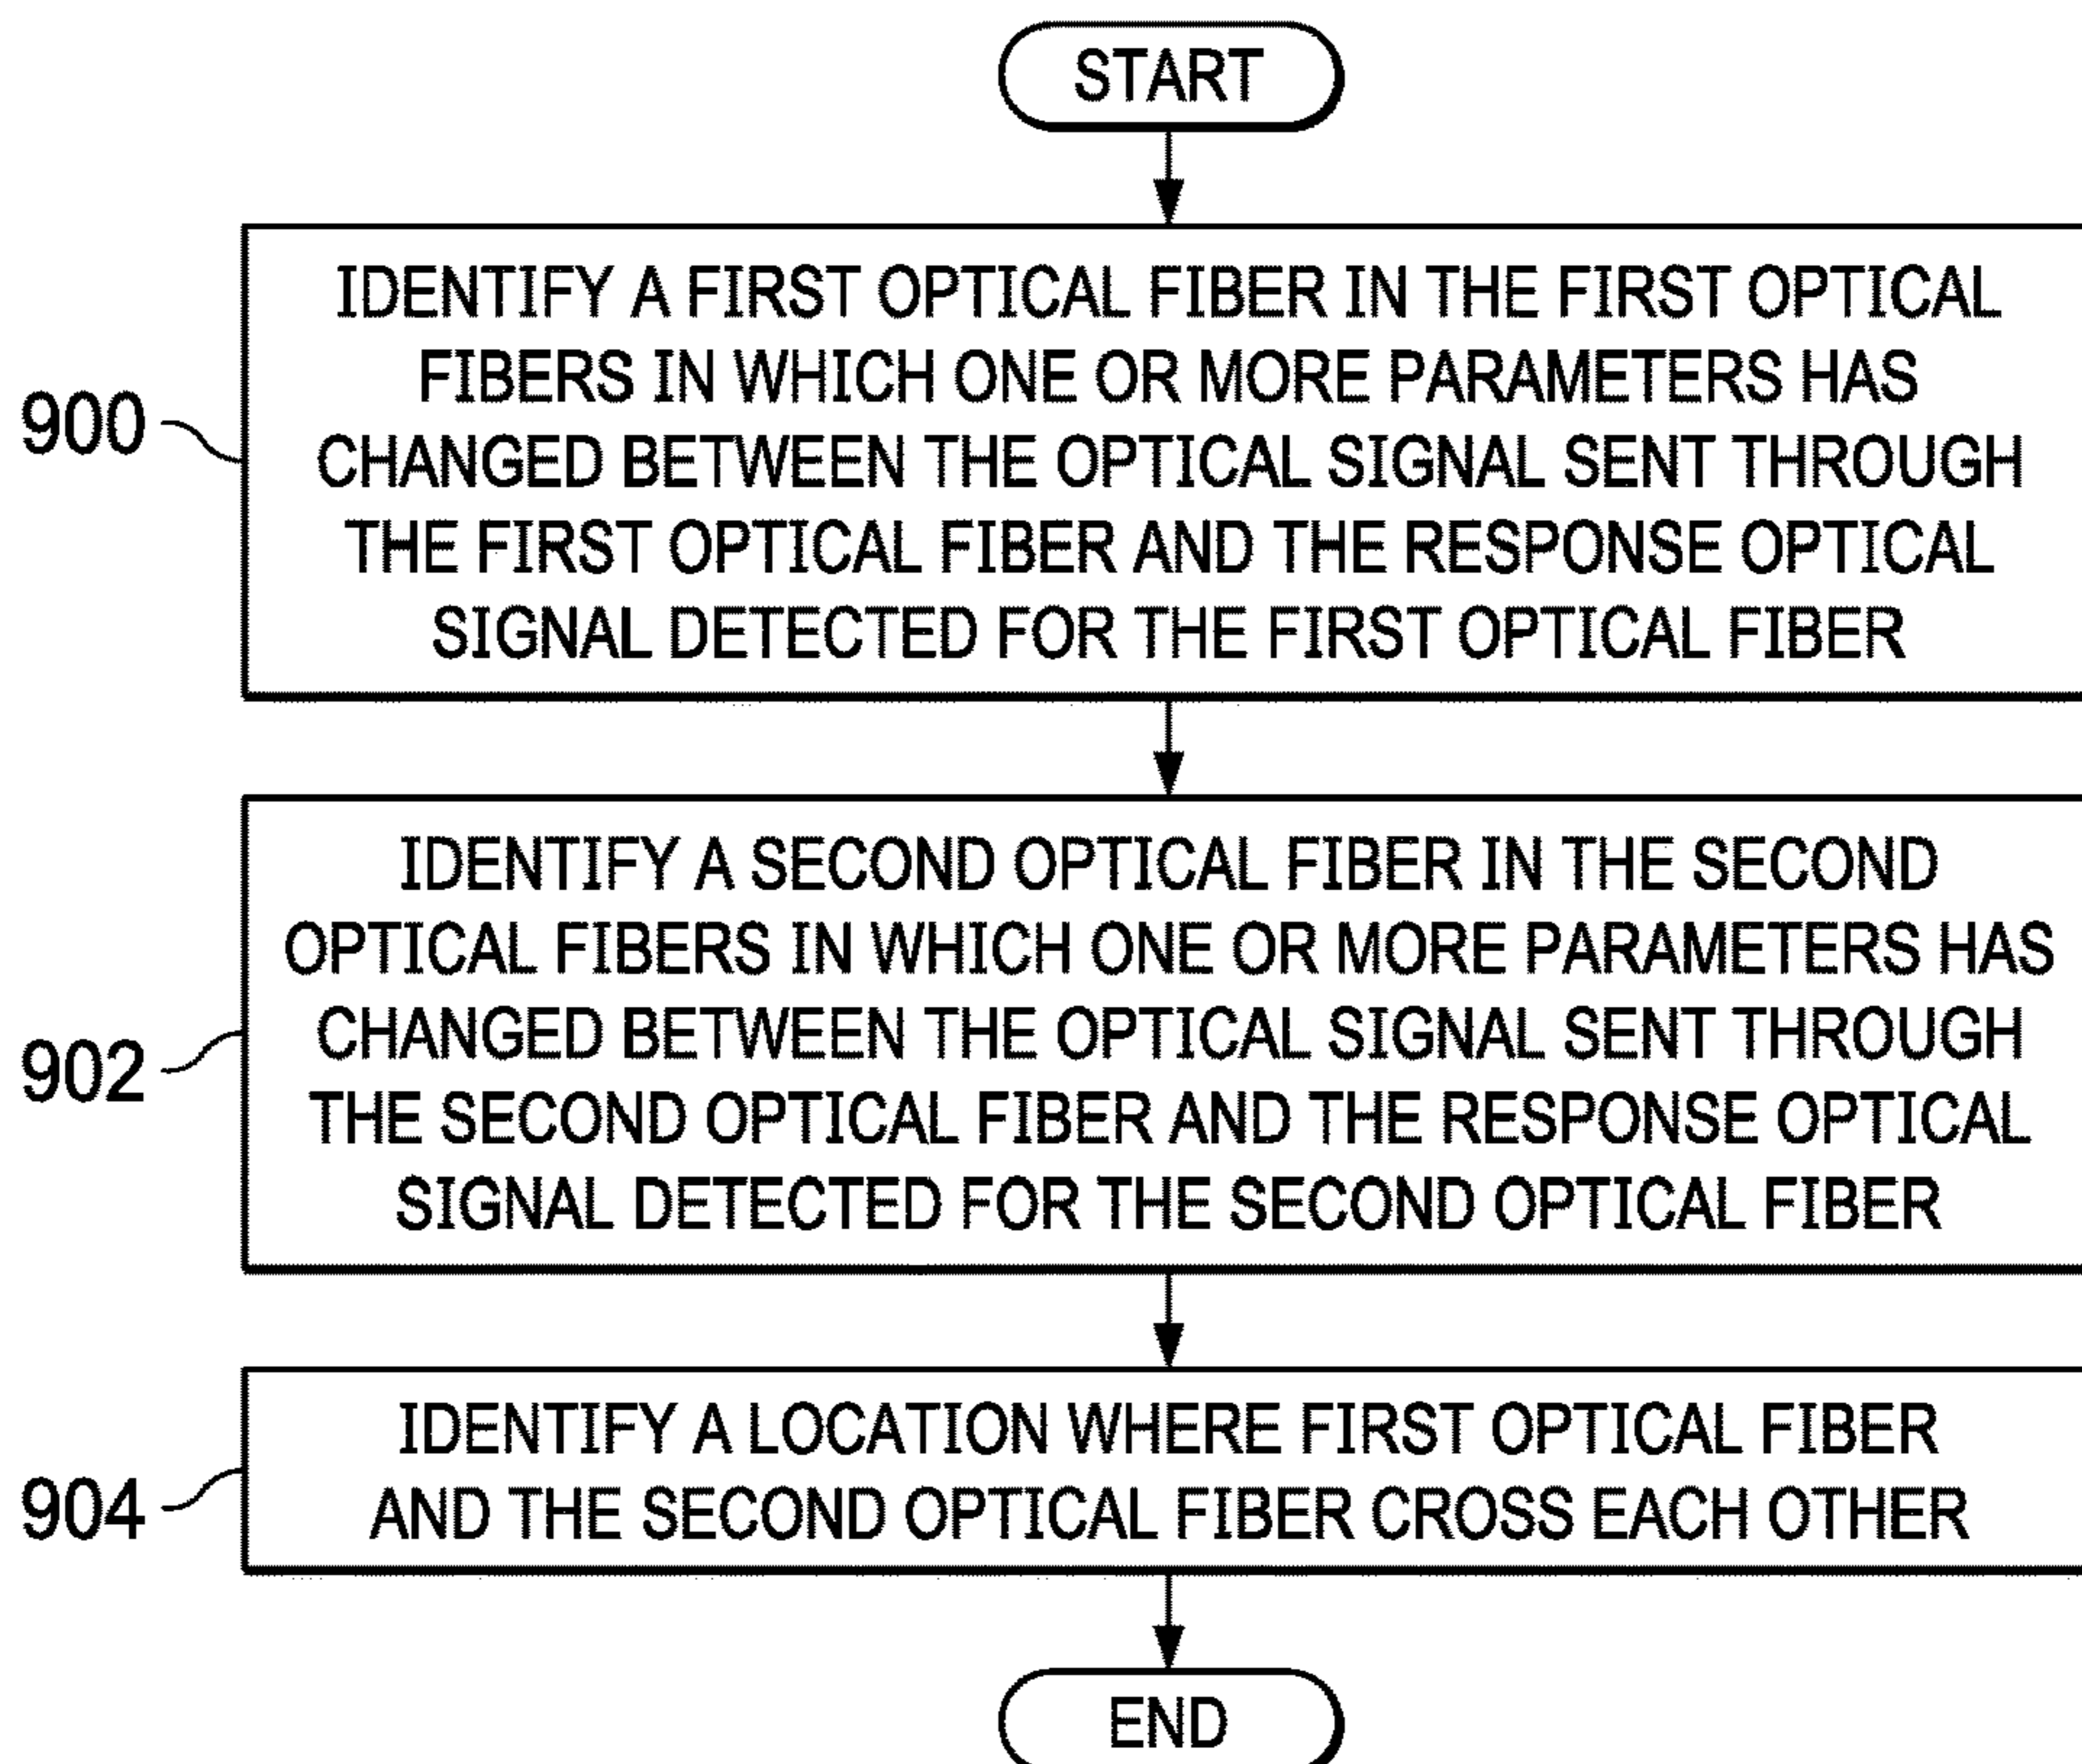 START
IDENTIFY A FIRST OPTICAL FIBER IN THE FIRST OPTICAL
FIBERS IN WHICH ONE OR MORE PARAMETERS HAS
CHANGED BETWEEN THE OPTICAL SIGNAL SENT THROUGH
THE FIRST OPTICAL FIBER AND THE RESPONSE OPTICAL
SIGNAL DETECTED FOR THE FIRST OPTICAL FIBER
900
IDENTIFY A SECOND OPTICAL FIBER IN THE SECOND
OPTICAL FIBERS IN WHICH ONE OR MORE PARAMETERS HAS
CHANGED BETWEEN THE OPTICAL SIGNAL SENT THROUGH
THE SECOND OPTICAL FIBER AND THE RESPONSE OPTICAL
SIGNAL DETECTED FOR THE SECOND OPTICAL FIBER
902
IDENTIFY A LOCATION WHERE FIRST OPTICAL FIBER
AND THE SECOND OPTICAL FIBER CROSS EACH OTHER
904
END